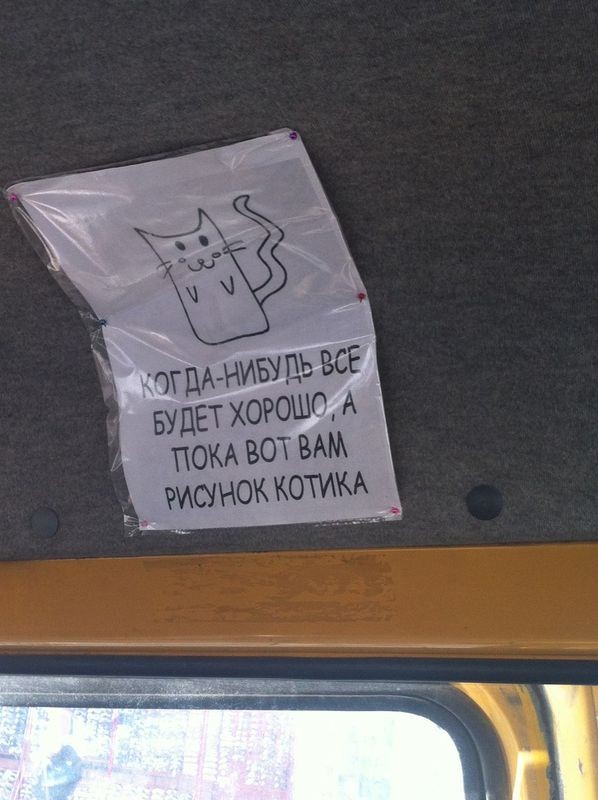 КОГДА-НИБУДЬ ВСЕ
БУДЕТ ХОРОШО, А
ПОКА ВОТ ВАМ
РИСУНОК КОТИКА